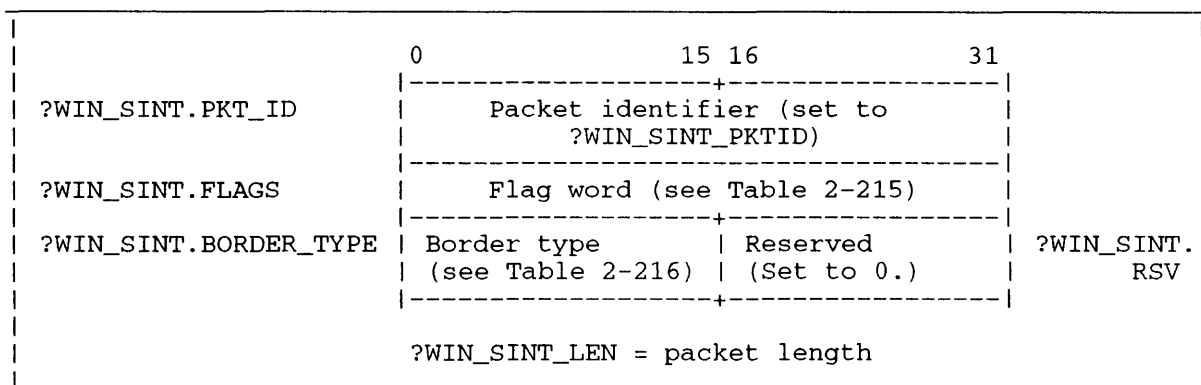 0 15 16 31
?WIN_SINT.PKT_ID Packet identifier (set to
?WIN_SINT_PKTID)
?WIN_SINT.FLAGS Flag word (see Table 2-215)
?WIN_SINT.BORDER_TYPE Border type Reserved ?WIN_SINT.
(see Table 2-216) (Set to 0.) RSV
?WIN_SINT_LEN = packet length